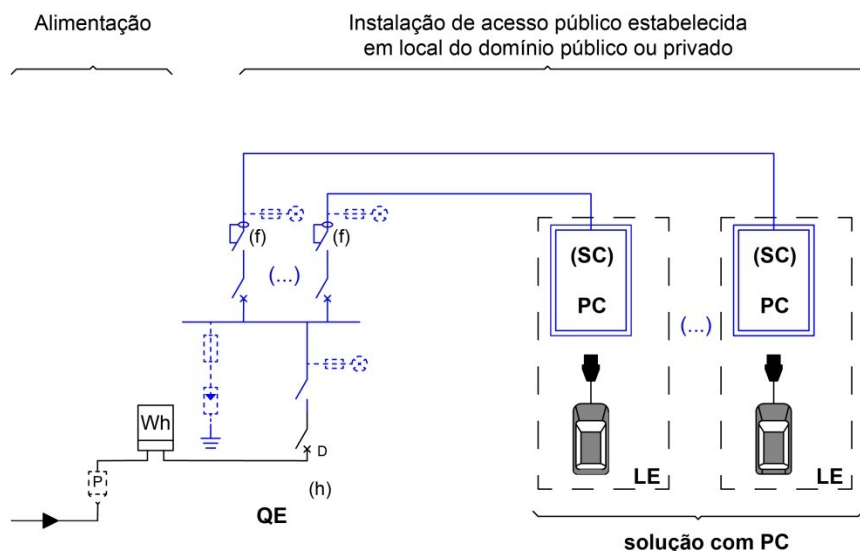 Alimentação
Instalação de acesso público estabelecida
em local do domínio público ou privado
(f)
(f)
(...)
(SC)
PC
(SC)
PC
(...)
Wh
P
D
(h)
QE
LE
LE
solução com PC